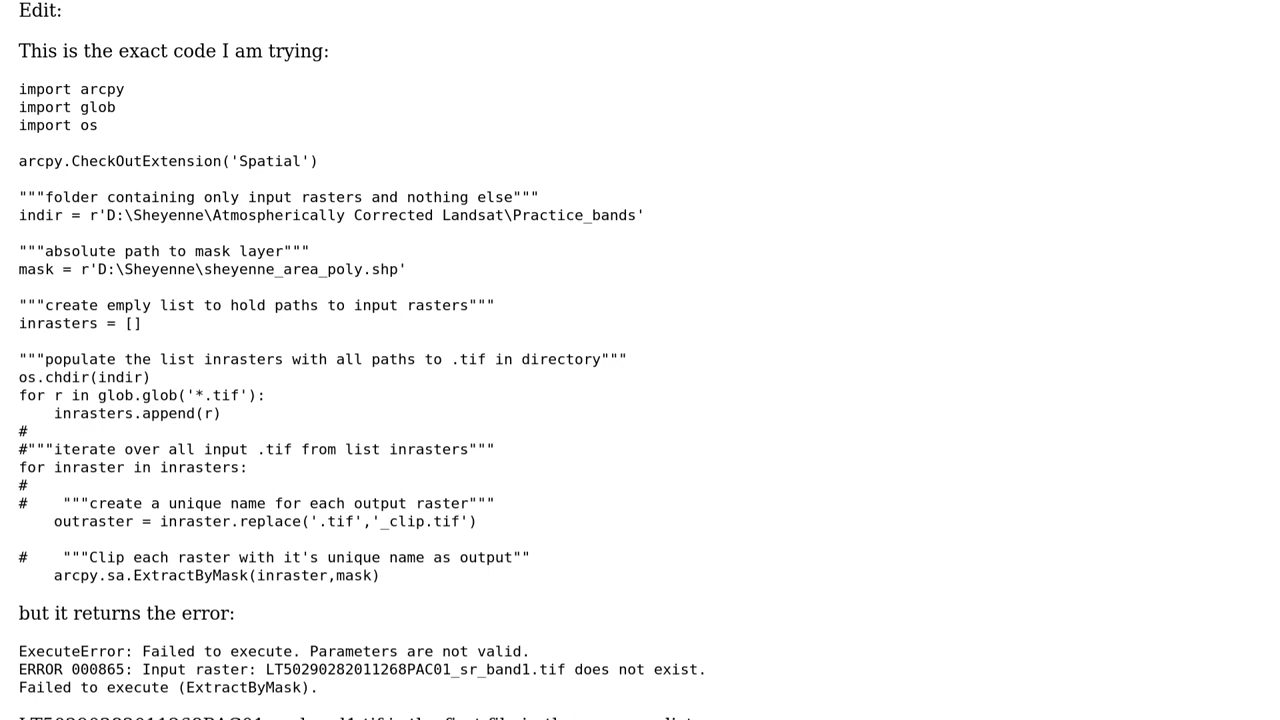 Edit:
This is the exact code I am trying:
import arcpy
import glob
import os
arcpy.CheckOutExtension('Spatial')
"""folder containing only input rasters and nothing else"""
indir = r'D:\Sheyenne\Atmospherically Corrected Landsat\Practice_bands'
"""absolute path to mask layer"""
mask = r'D:\Sheyenne\sheyenne_area_poly.shp'
"""create emply list to hold paths to input rasters"""
inrasters = []
"""populate the list inrasters with all paths to .tif in directory"""
os.chdir(indir)
for r in glob.glob('*.tif'):
    inrasters.append(r)
#
#"""iterate over all input .tif from list inrasters"""
for inraster in inrasters:
#
#    """create a unique name for each output raster"""
    outraster = inraster.replace('.tif','_clip.tif')
#    """Clip each raster with it's unique name as output""
    arcpy.sa.ExtractByMask(inraster,mask)
but it returns the error:
ExecuteError: Failed to execute. Parameters are not valid.
ERROR 000865: Input raster: LT50290282011268PAC01_sr_band1.tif does not exist.
Failed to execute (ExtractByMask).